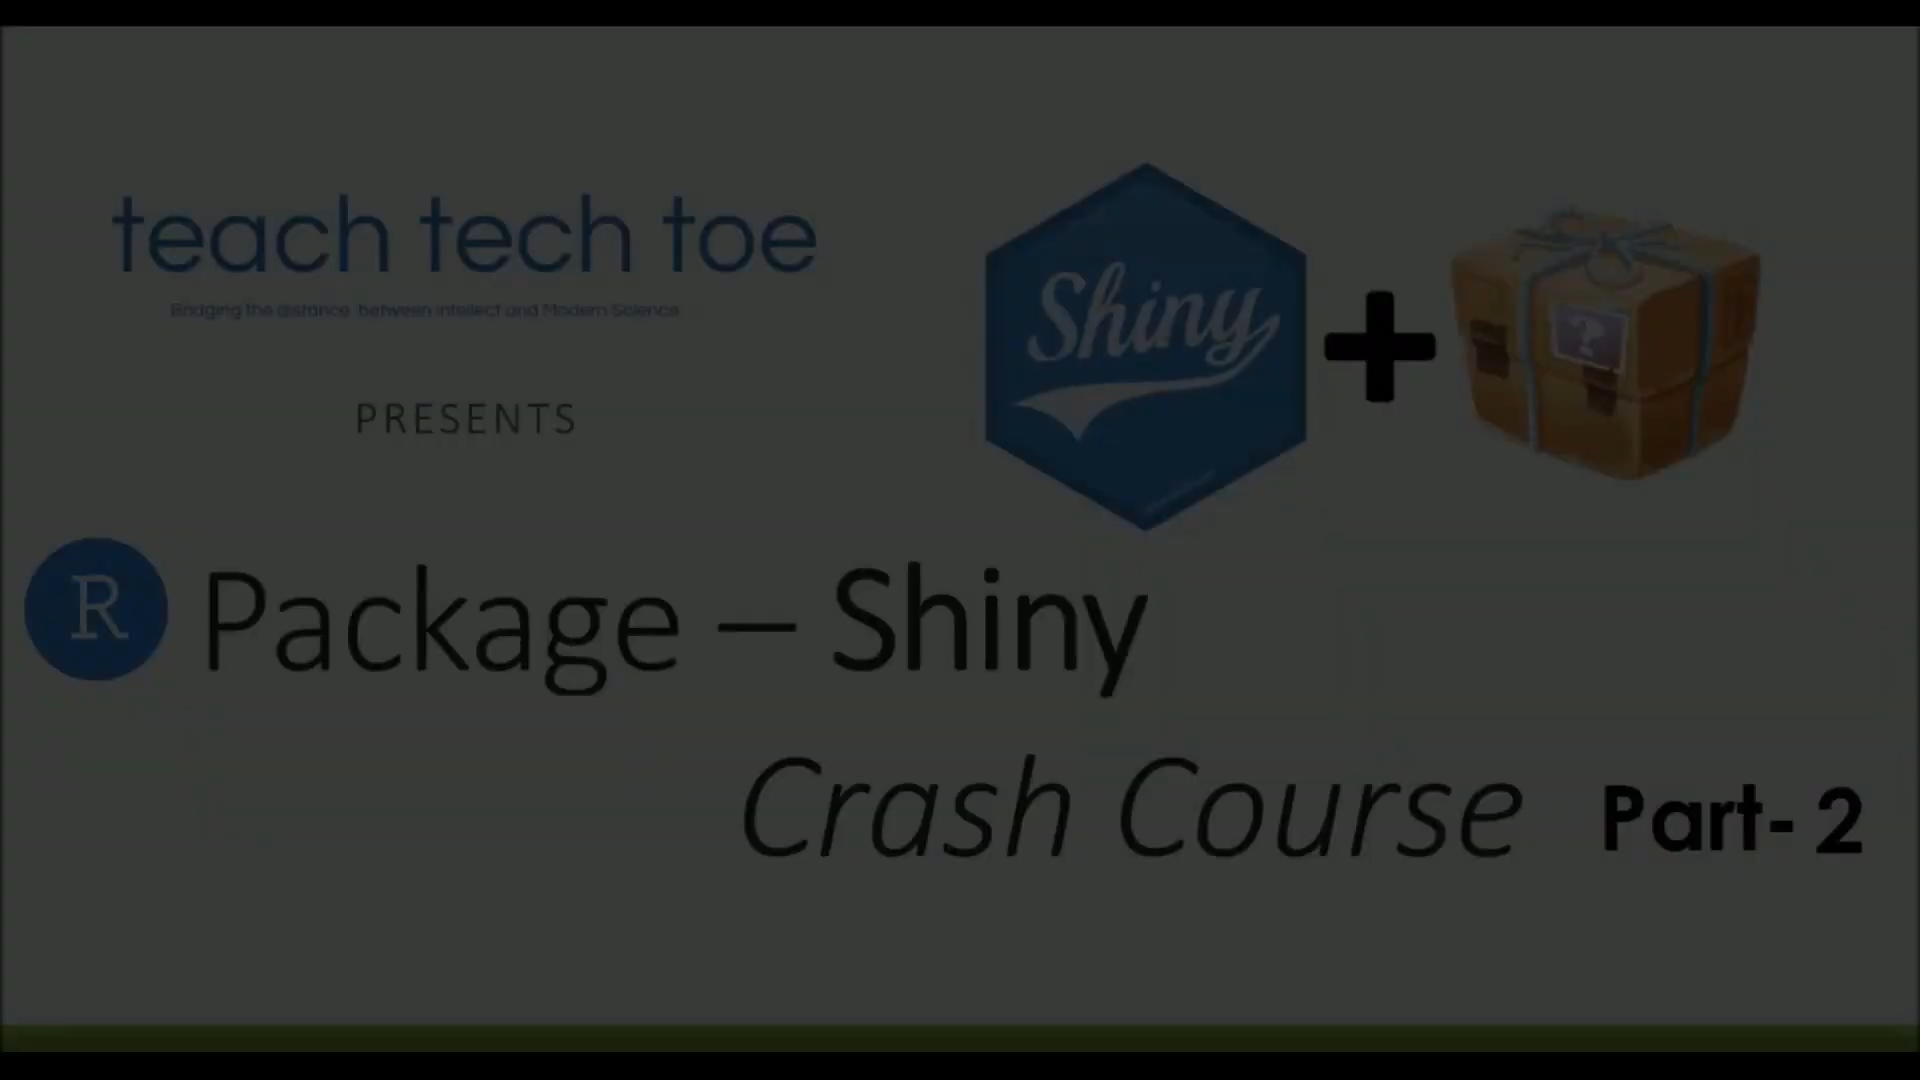 teach tech toe
Bridging the distance between intellect and Modern Science
PRESENTS
Shiny
?
R Package – Shiny
Crash Course Part- 2